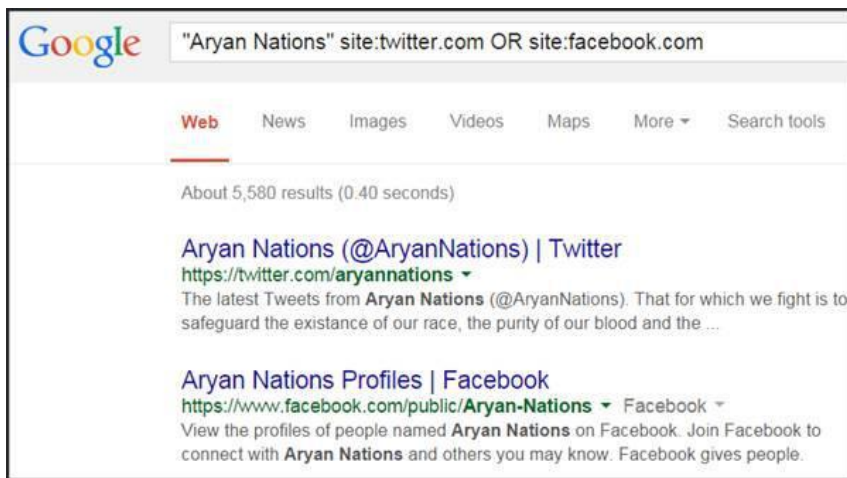 Google
"Aryan Nations" site:twitter.com OR site:facebook.com
Web News Images Videos Maps More Search tools
About 5,580 results (0.40 seconds)
Aryan Nations (@AryanNations) | Twitter
https://twitter.com/aryannations
The latest Tweets from Aryan Nations (@AryanNations). That for which we fight is to
safeguard the existance of our race, the purity of our blood and the ...
Aryan Nations Profiles | Facebook
https://www.facebook.com/public/Aryan-Nations Facebook
View the profiles of people named Aryan Nations on Facebook. Join Facebook to
connect with Aryan Nations and others you may know. Facebook gives people.